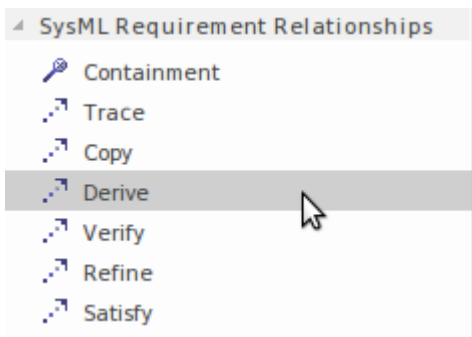 SysML Requirement Relationships
Containment
Trace
Copy
Derive
Verify
Refine
Satisfy